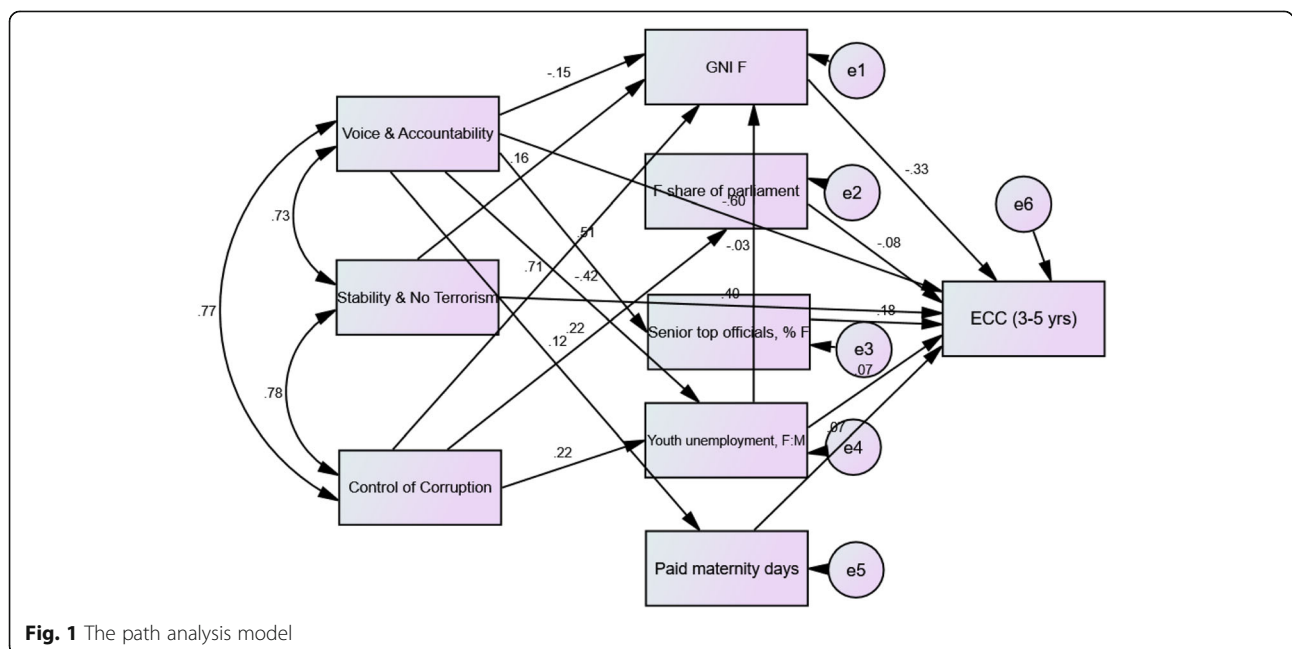 GNI F
e1
-.15
Voice & Accountability
.16
-.33
F share of parliament
e2
-.60
e6
.73
.51
-.03
-.08
.71
-.42
Stability & No Terrorism
.40
.77
.18
ECC (3-5 yrs)
.22
Senior top officials, % F
.12
e3
.07
.78
.07
Youth unemployment, F:M
e4
.22
Control of Corruption
Paid maternity days
e5
Fig. 1 The path analysis model